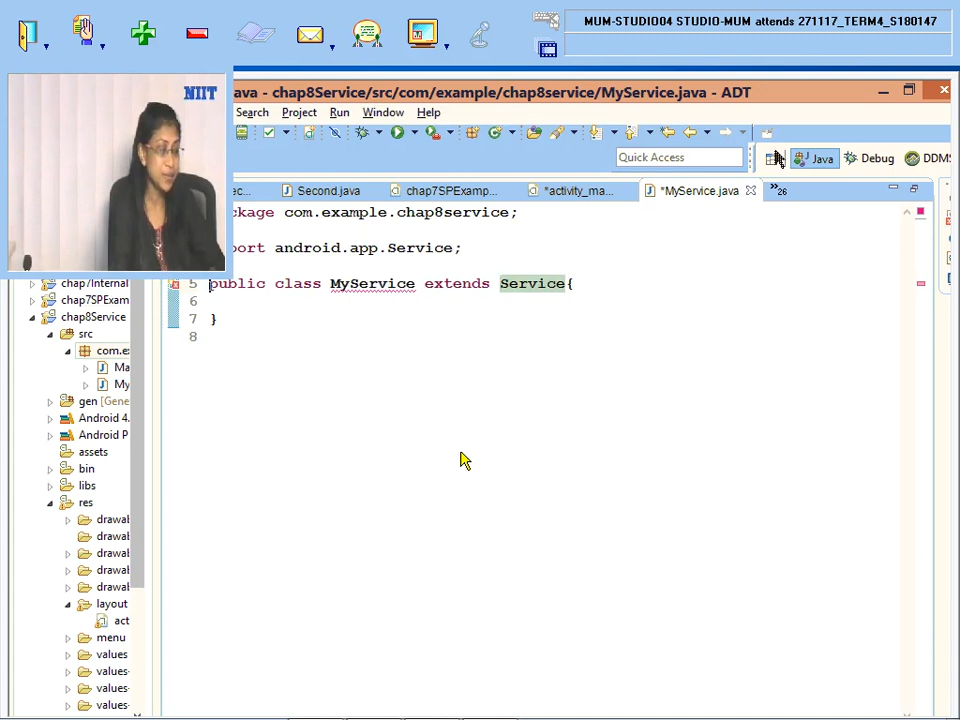 MUM-STUDIO04 STUDIO-MUM attends 271117_TERM4_S180147
NIIT
ava - chap8Service/src/com/example/chap8service/MyService.java - ADT
Search Project Run Window Help
Quick Access
Java
Debug
DDMS
ec... Second.java chap7SPExamp... *activity_ma... *MyService.java 26
ckage com.example.chap8service;
port android.app.Service;
5 public class MyService extends Service{
6
7 }
8
chap7Internal
chap7SPExam
chap8Service
src
com.ex
Ma
My
gen [Gene
Android 4.
Android P
assets
bin
libs
res
drawab
drawab
drawab
drawab
drawab
layout
act
menu
values
values-
values-
values-